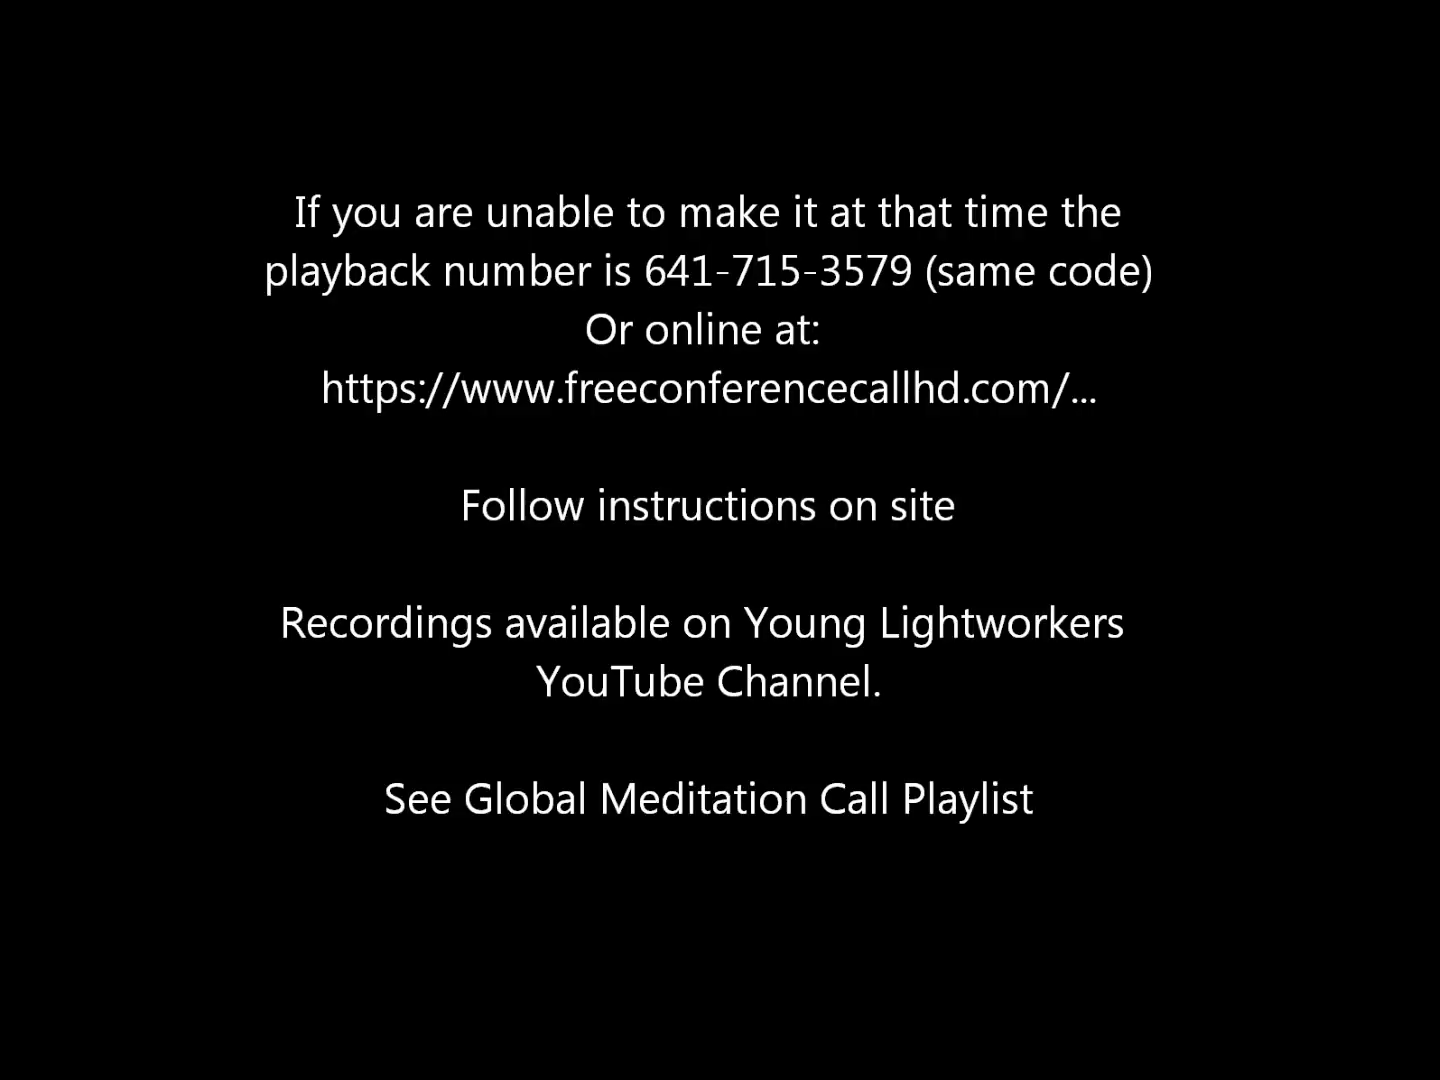 If you are unable to make it at that time the
playback number is 641-715-3579 (same code)
Or online at:
https://www.freeconferencecallhd.com/...
Follow instructions on site
Recordings available on Young Lightworkers
YouTube Channel.
See Global Meditation Call Playlist